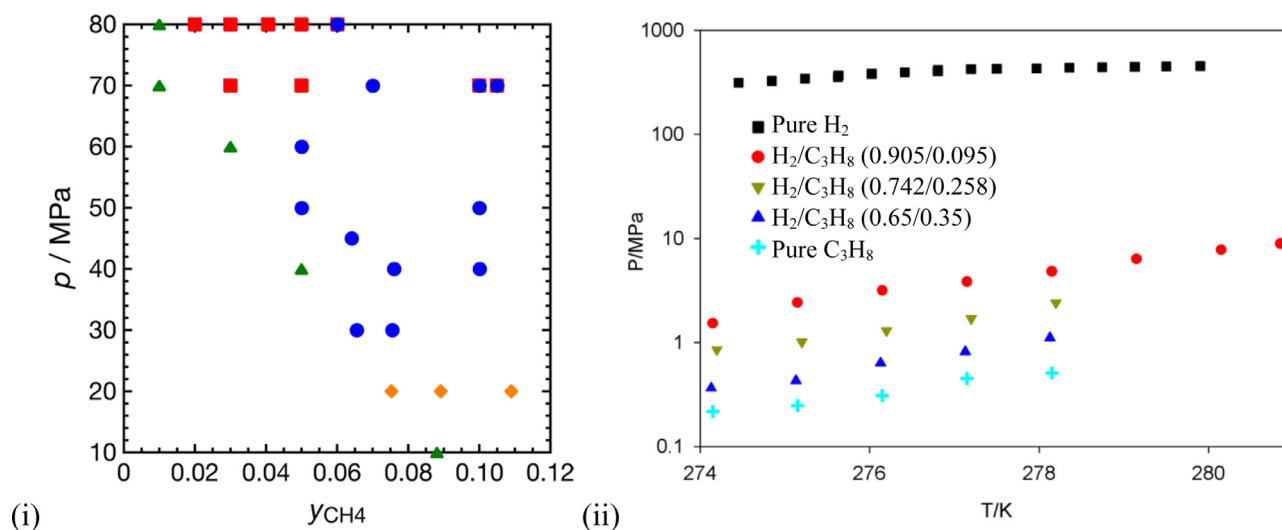 80
70
60
50
40
30
20
10
p / MPa
0 0.02 0.04 0.06 0.08 0.10 0.12
yCH4
(i)
1000
100
10
1
0.1
P/MPa
Pure H₂
H₂/C₃H₈ (0.905/0.095)
H₂/C₃H₈ (0.742/0.258)
H₂/C₃H₈ (0.65/0.35)
Pure C₃H₈
274 276 278 280
T/K
(ii)